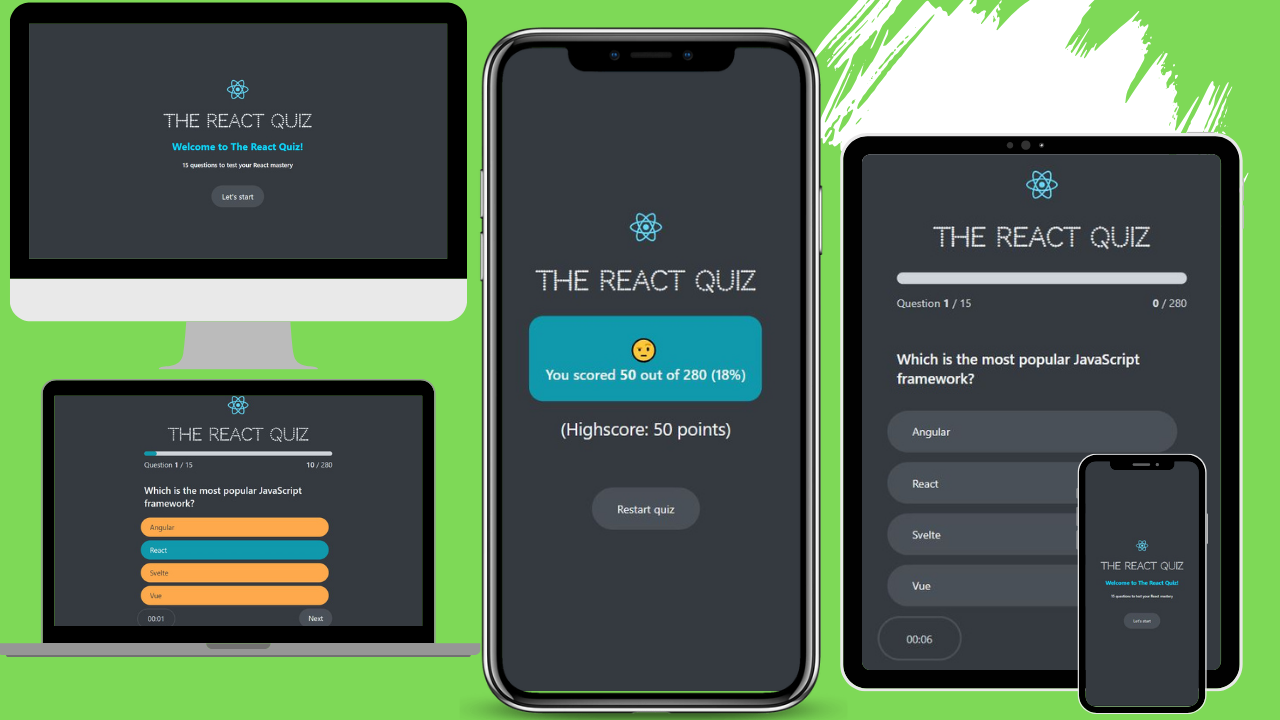 THE REACT QUIZ
Welcome to The React Quiz!
15 questions to test your React mastery
Let's start
THE REACT QUIZ
Question 1 / 15
10 / 280
Which is the most popular JavaScript
framework?
Angular
React
Svelte
Vue
00:01
Next
THE REACT QUIZ
You scored 50 out of 280 (18%)
(Highscore: 50 points)
Restart quiz
THE REACT QUIZ
Question 1 / 15
0 / 280
Which is the most popular JavaScript
framework?
Angular
React
Svelte
Vue
00:06
THE REACT QUIZ
Welcome to The React Quiz!
15 questions to test your React mastery
Let's start